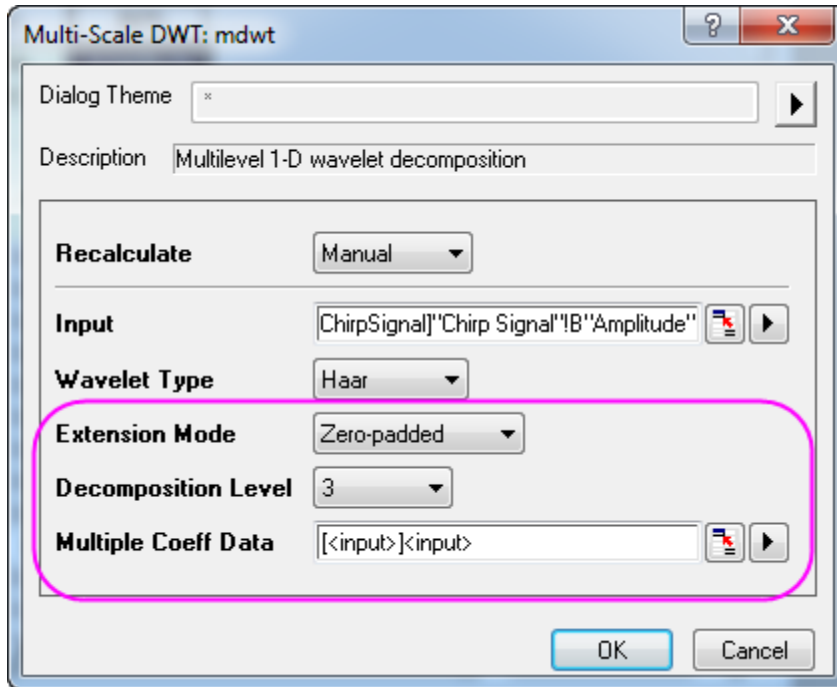 Multi-Scale DWT: mdwt
?
Dialog Theme *
Description Multilevel 1-D wavelet decomposition
Recalculate Manual
Input ChirpSignal]"Chirp Signal"!B"Amplitude"
Wavelet Type Haar
Extension Mode Zero-padded
Decomposition Level 3
Multiple Coeff Data [<input>]<input>
OK Cancel